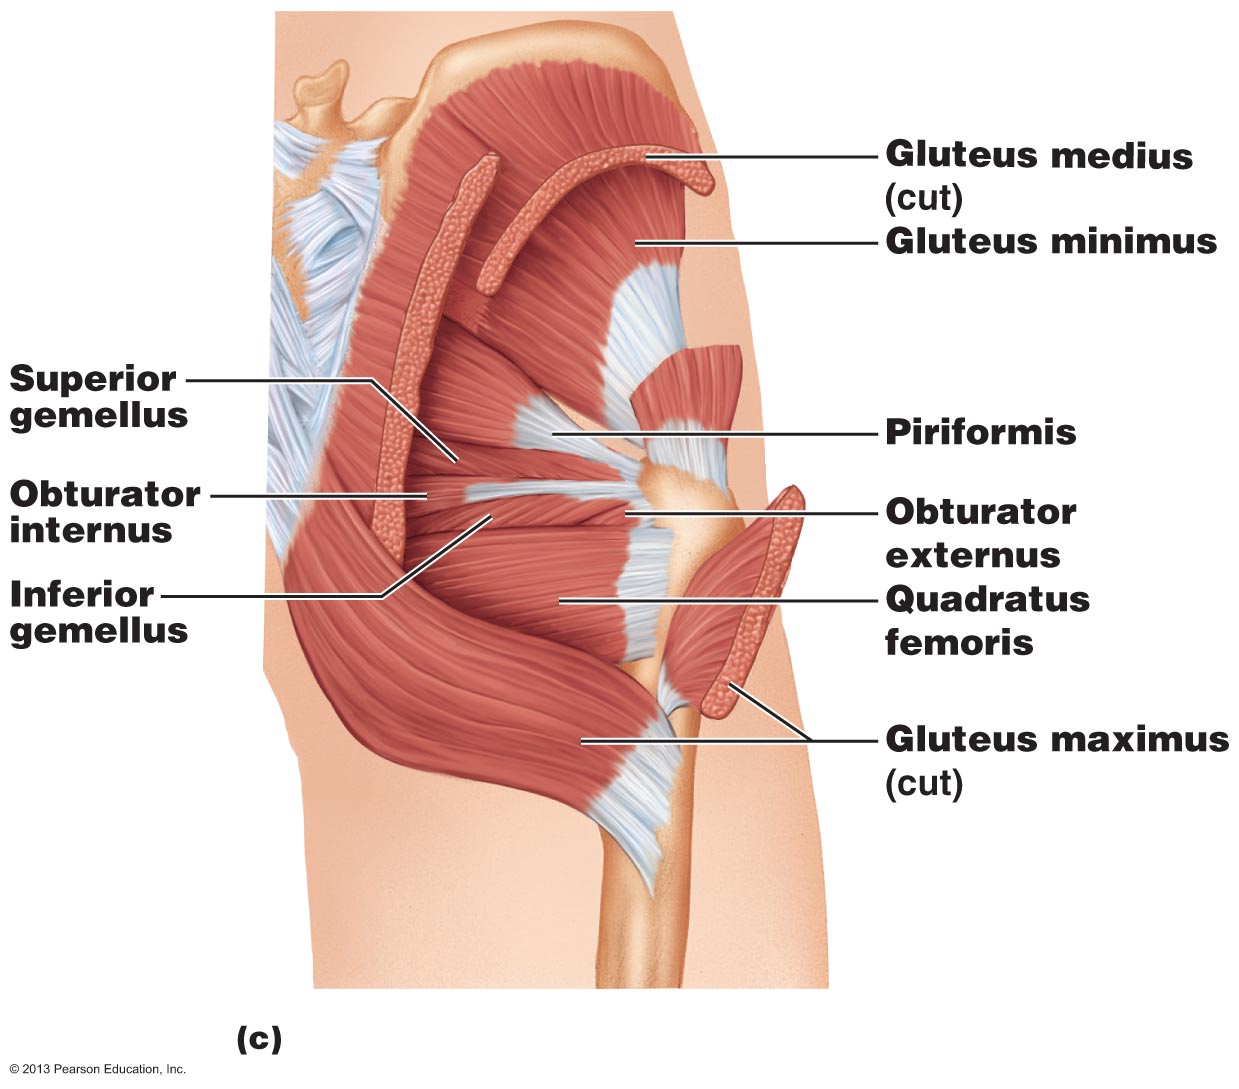 Gluteus medius
(cut)
Gluteus minimus
Superior
gemellus
Piriformis
Obturator
internus
Obturator
externus
Inferior
gemellus
Quadratus
femoris
Gluteus maximus
(cut)
(c)
© 2013 Pearson Education, Inc.